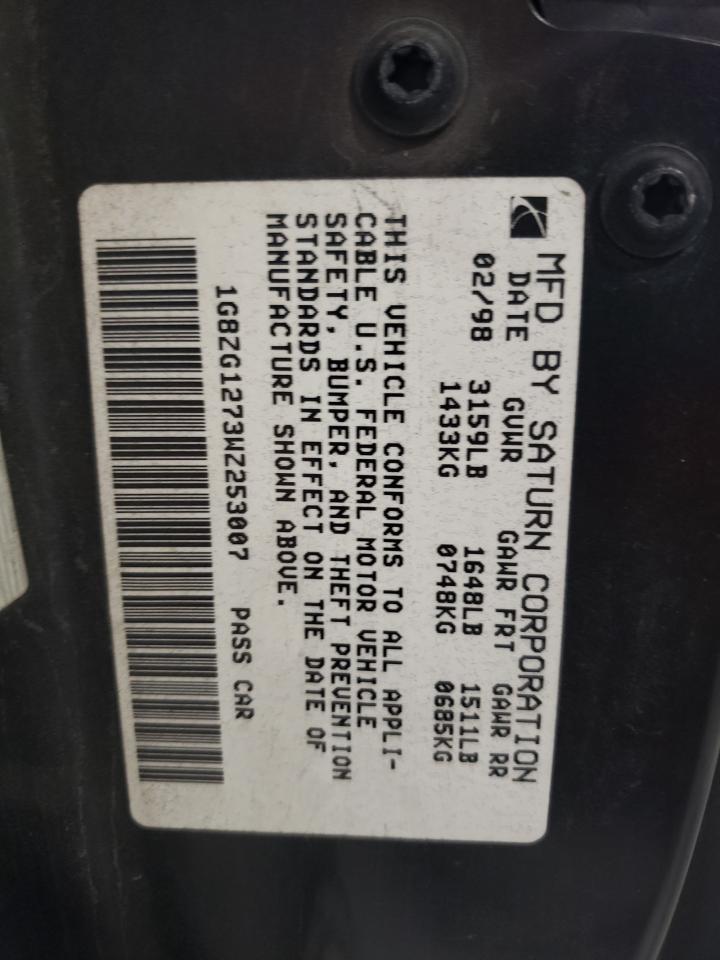 MFD BY SATURN CORPORATION
DATE GVWR GAWR FRT GAWR RR
02/98 3159LB 1648LB 1511LB
1433KG 0748KG 0685KG
THIS VEHICLE CONFORMS TO ALL APPLI-
CABLE U.S. FEDERAL MOTOR VEHICLE
SAFETY, BUMPER, AND THEFT PREVENTION
STANDARDS IN EFFECT ON THE DATE OF
MANUFACTURE SHOWN ABOVE.
1G8ZG1273WZ253007 PASS CAR